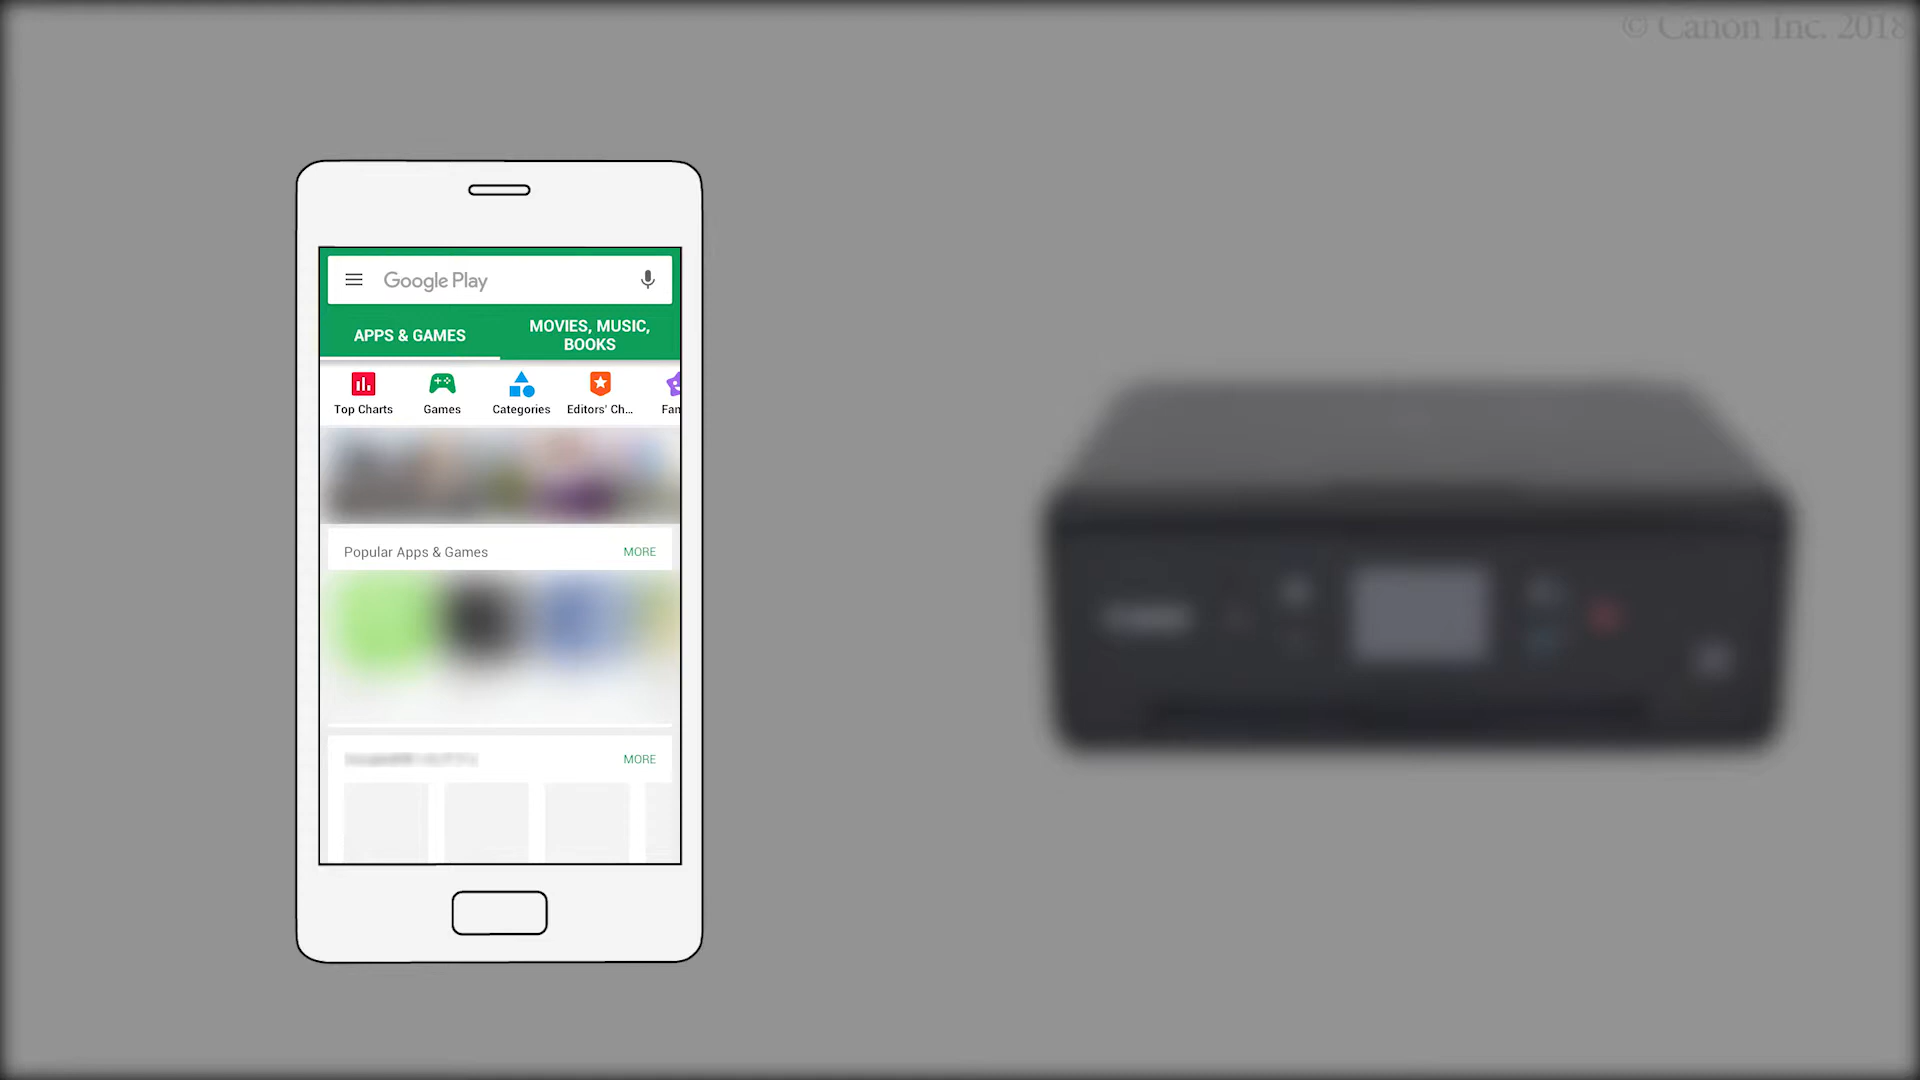 © Canon Inc. 2018
Google Play
APPS & GAMES
MOVIES, MUSIC,
BOOKS
Top Charts
Games
Categories
Editors' Ch...
Fan
Popular Apps & Games
MORE
MORE